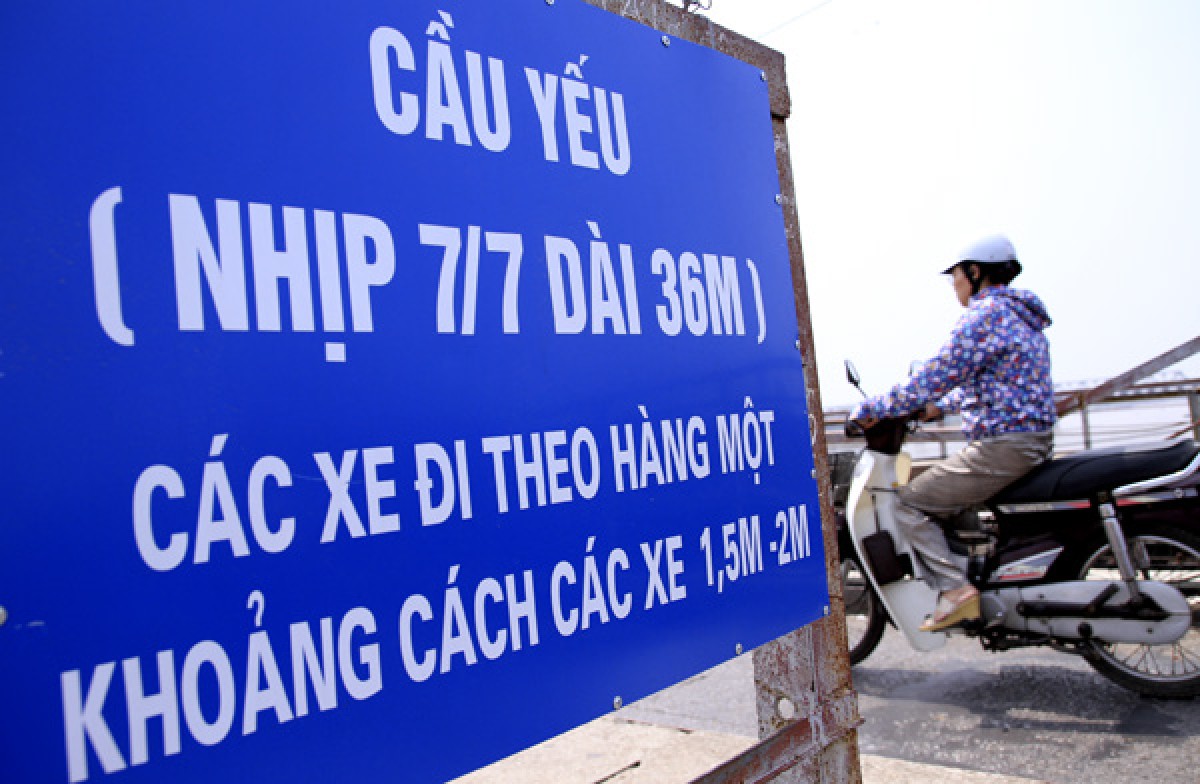 CẦU YẾU
( NHỊP 7/7 DÀI 36M )
CÁC XE ĐI THEO HÀNG MỘT
KHOẢNG CÁCH CÁC XE 1,5M -2M